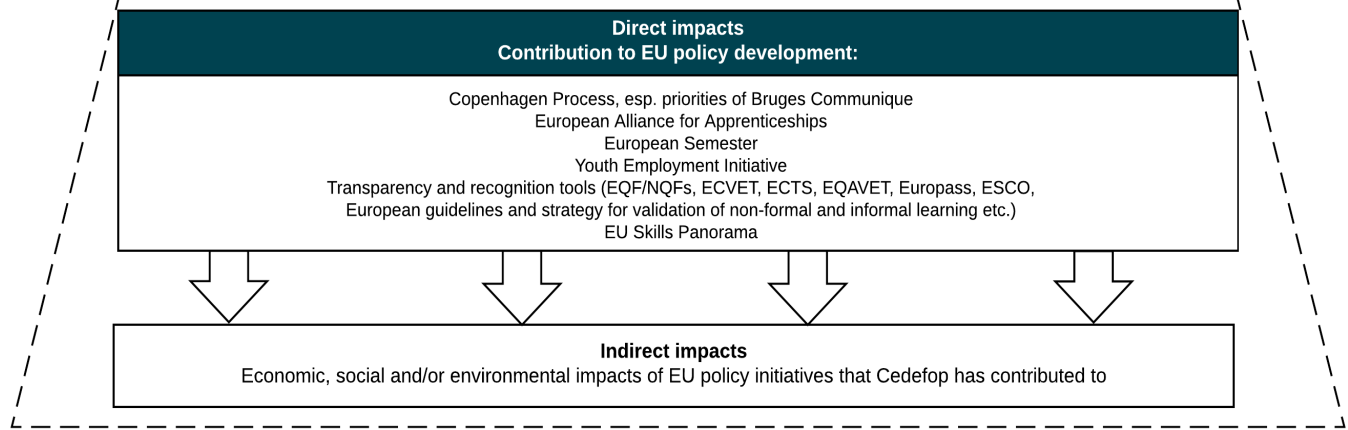 Direct impacts
Contribution to EU policy development:
Copenhagen Process, esp. priorities of Bruges Communique
European Alliance for Apprenticeships
European Semester
Youth Employment Initiative
Transparency and recognition tools (EQF/NQFs, ECVET, ECTS, EQAVET, Europass, ESCO,
European guidelines and strategy for validation of non-formal and informal learning etc.)
EU Skills Panorama
Indirect impacts
Economic, social and/or environmental impacts of EU policy initiatives that Cedefop has contributed to